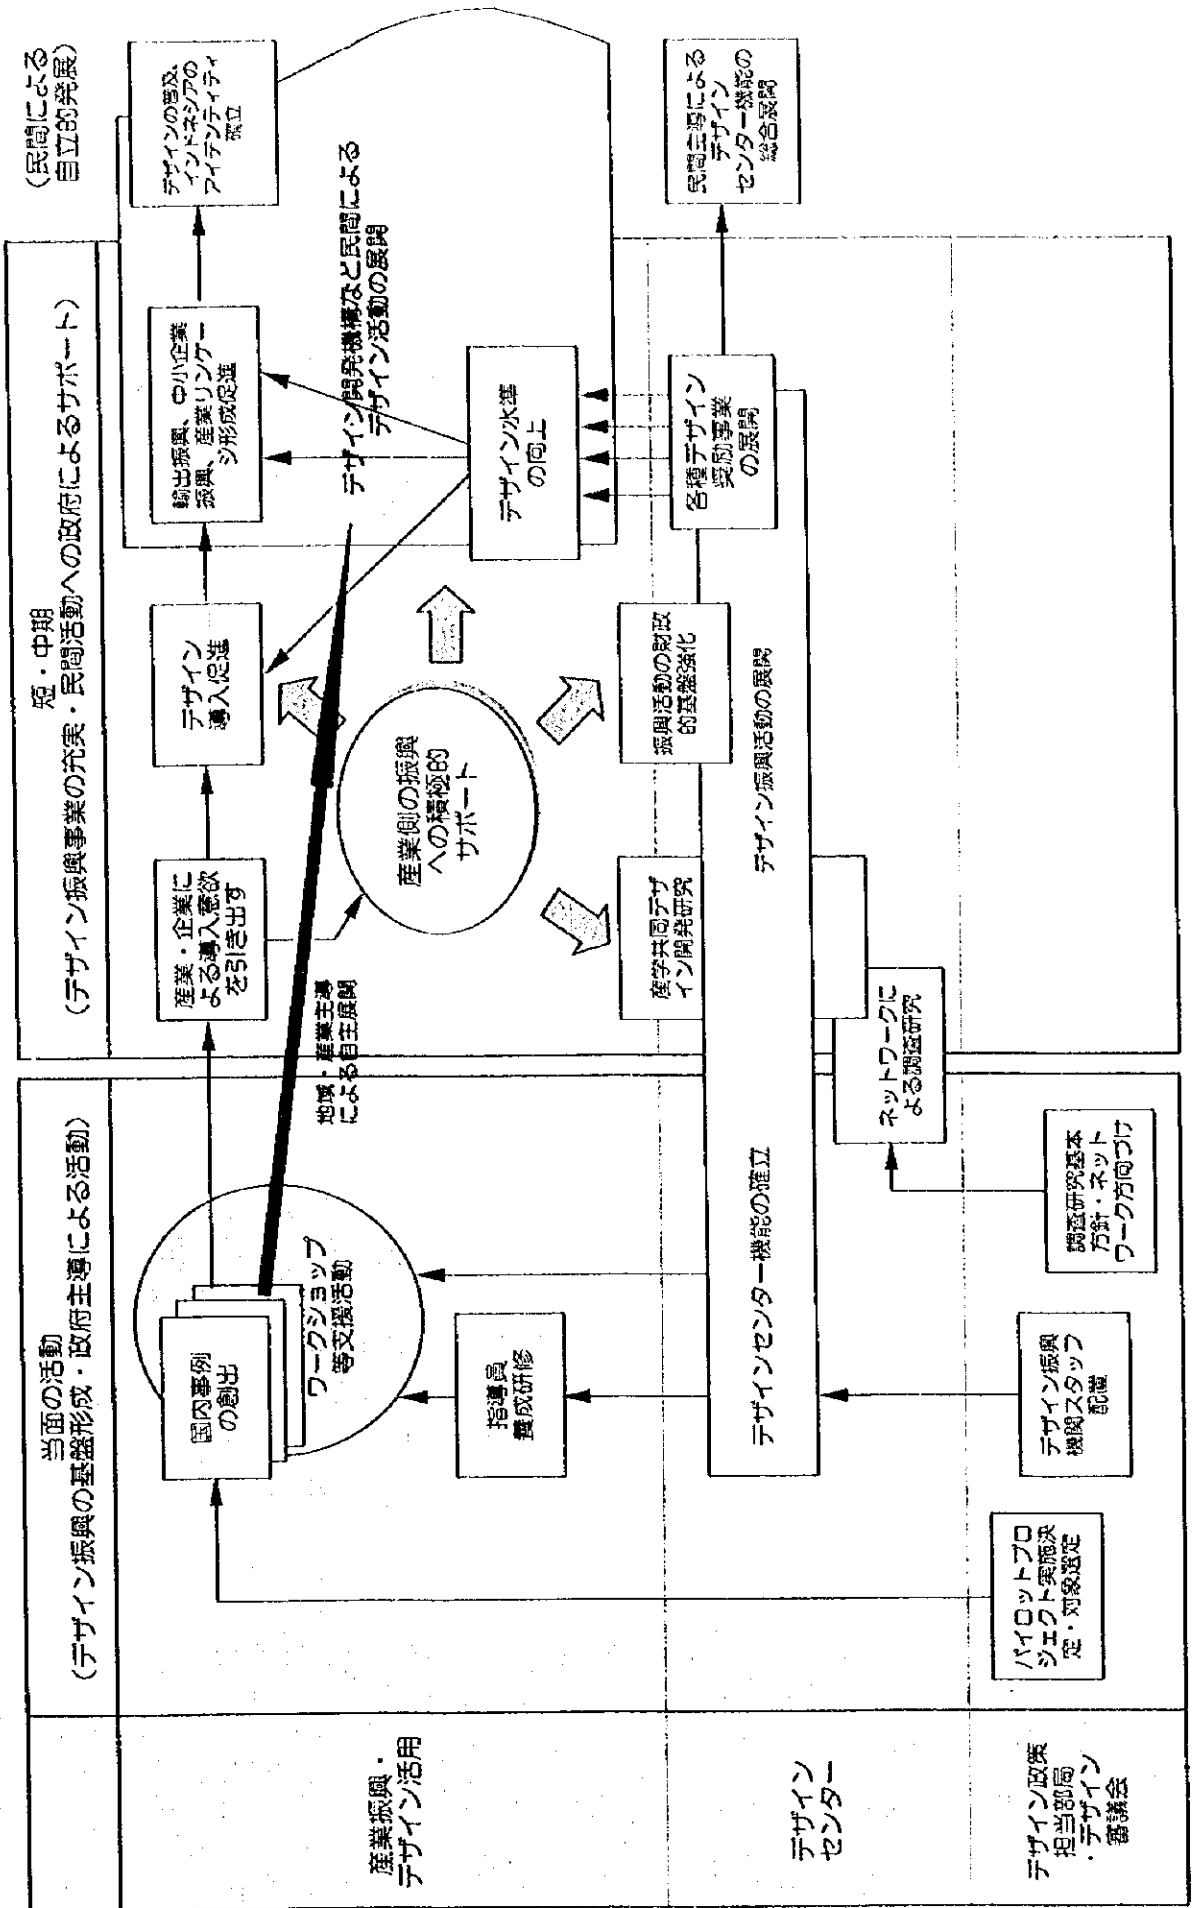 当面の活動
(デザイン振興の基盤形成・政府主導による活動)
短・中期
(デザイン振興事業の充実・民間活動への政府によるサポート)
(民間による
自立的発展)
産業振興・
デザイン活用
国内事例
の創出
ワークショップ
等支援活動
指導員
養成研修
地域・産業主導
による自主展開
産業・企業に
よる導入意欲
を引き出す
デザイン
導入促進
輸出振興、中小企業
振興、産業リンケー
ジ形成促進
デザインの普及、
インドネシアの
アイデンティティ
確立
産業側の振興
への積極的
サポート
デザイン開発機構など民間による
デザイン活動の展開
デザイン水準
の向上
デザイン
センター
デザインセンター機能の確立
デザイン振興活動の展開
産学共同デザ
イン開発研究
振興活動の財政
的基盤強化
各種デザイン
奨励事業
の展開
民間主導による
デザイン
センター機能の
総合展開
ネットワークに
よる調査研究
デザイン政策
担当部局
・デザイン
審議会
パイロットプロ
ジェクト実施決
定・対象選定
デザイン振興
機関スタッフ
配置
調査研究基本
方針・ネット
ワーク方向づけ